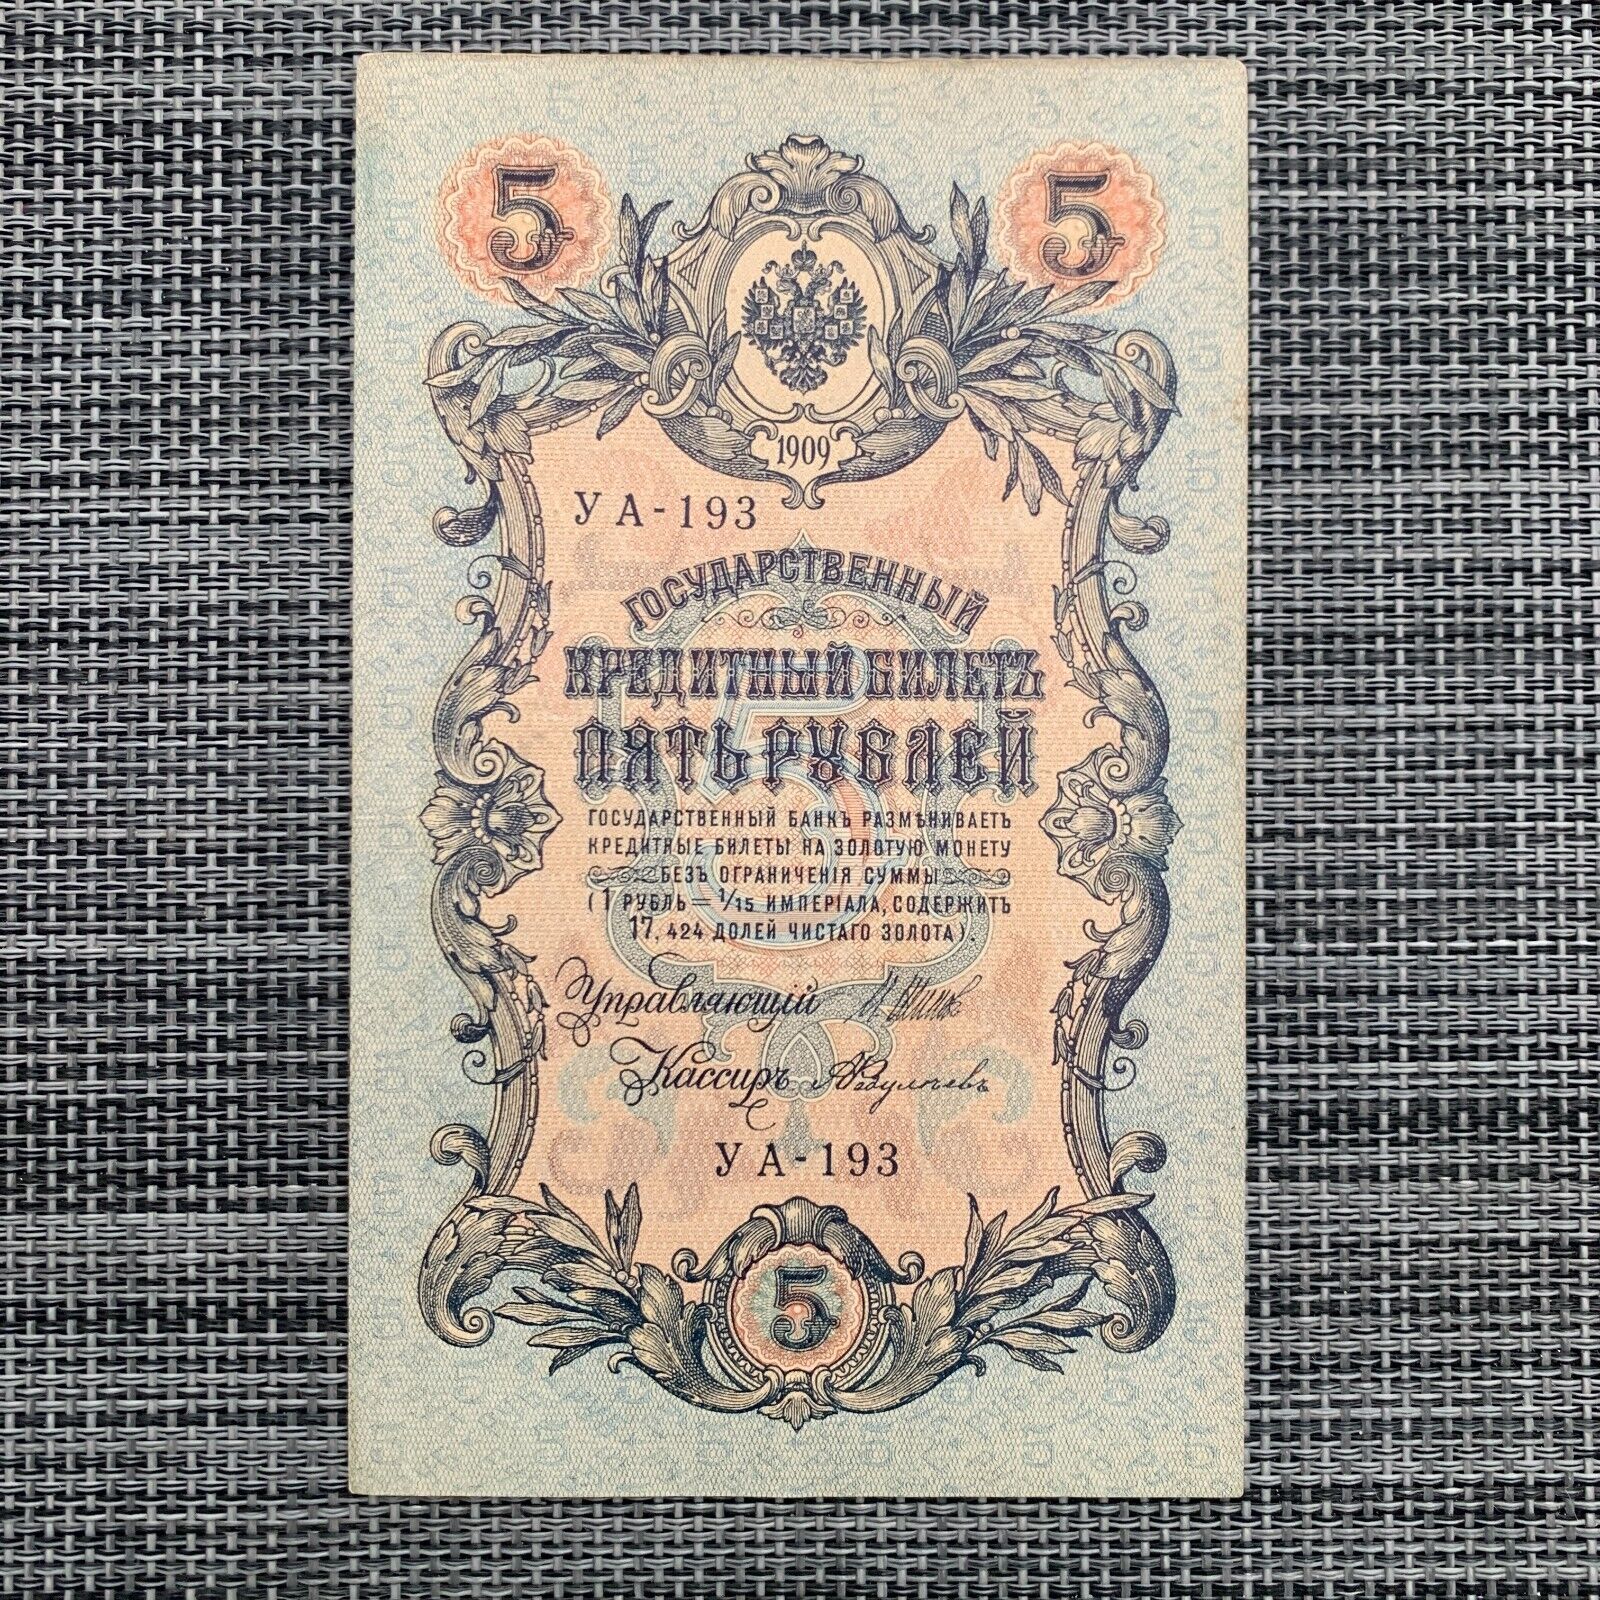 5 5
1909
УА-193
ГОСУДАРСТВЕННЫЙ
КРЕДИТНЫЙ БИЛЕТЪ
ПЯТЬ РУБЛЕЙ
ГОСУДАРСТВЕННЫЙ БАНКЪ РАЗМѢНИВАЕТЪ
КРЕДИТНЫЕ БИЛЕТЫ НА ЗОЛОТУЮ МОНЕТУ
БЕЗЪ ОГРАНИЧЕНІЯ СУММЫ
(1 РУБЛЬ = 1/15 ИМПЕРІАЛА, СОДЕРЖИТЪ
17,424 ДОЛЕЙ ЧИСТАГО ЗОЛОТА).
Управляющій
Кассиръ
УА-193
5